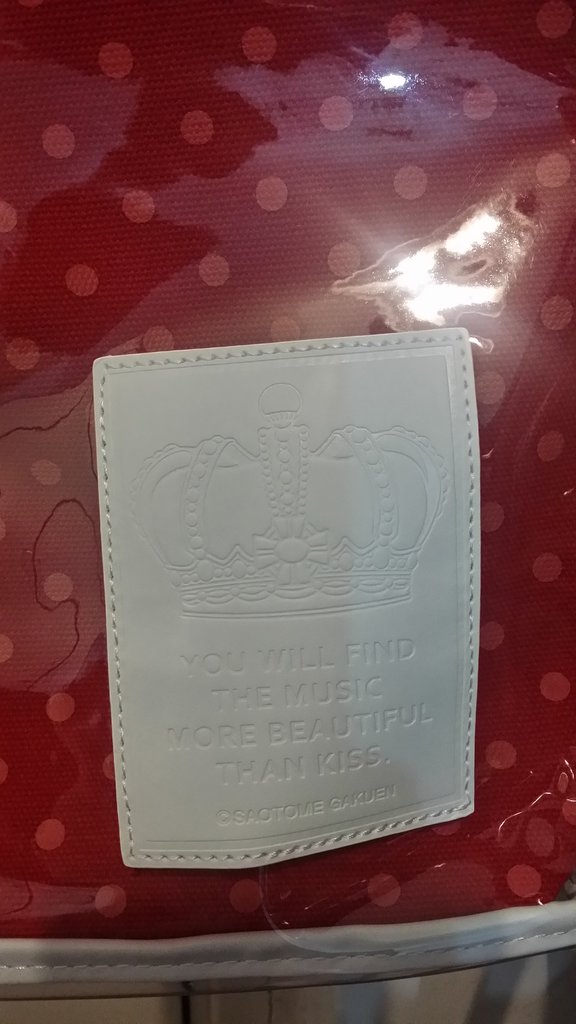 YOU WILL FIND
THE MUSIC
MORE BEAUTIFUL
THAN KISS.
©SAOTOME GAKUEN